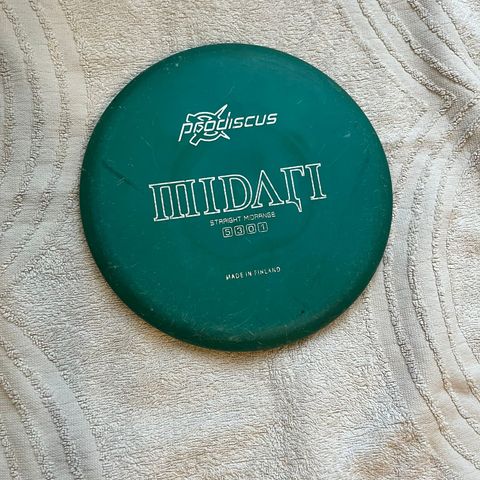 prodiscus
MIDARI
STRAIGHT MIDRANGE
5 3 0 1
MADE IN FINLAND